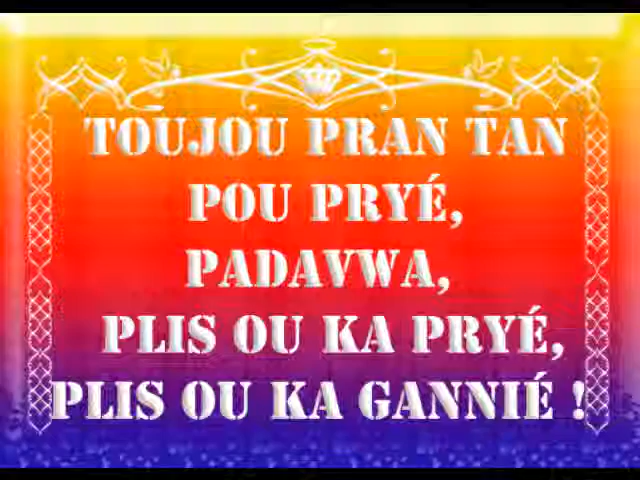 TOUJOU PRAN TAN
POU PRYÉ,
PADAVWA,
PLIS OU KA PRYÉ,
PLIS OU KA GANNIÉ !